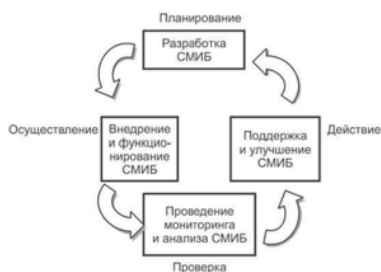 Планирование
Разработка
СМИБ
Осуществление
Внедрение
и функцио-
нирование
СМИБ
Поддержка
и улучшение
СМИБ
Действие
Проведение
мониторинга
и анализа СМИБ
Проверка